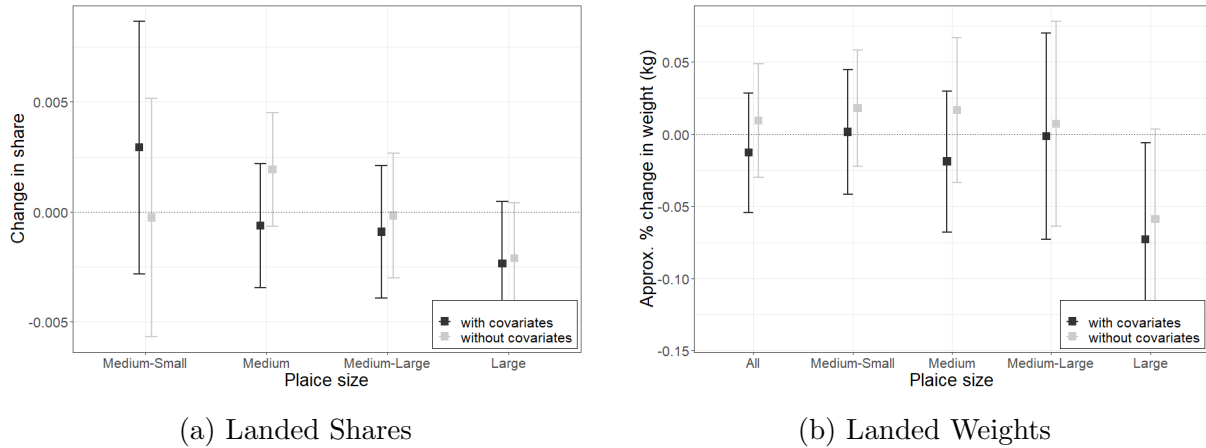 Change in share
0.005
0.000
-0.005
Medium-Small Medium Medium-Large Large
Plaice size
with covariates
without covariates
(a) Landed Shares
Approx. % change in weight (kg)
0.05
0.00
-0.05
-0.10
-0.15
All Medium-Small Medium Medium-Large Large
Plaice size
with covariates
without covariates
(b) Landed Weights